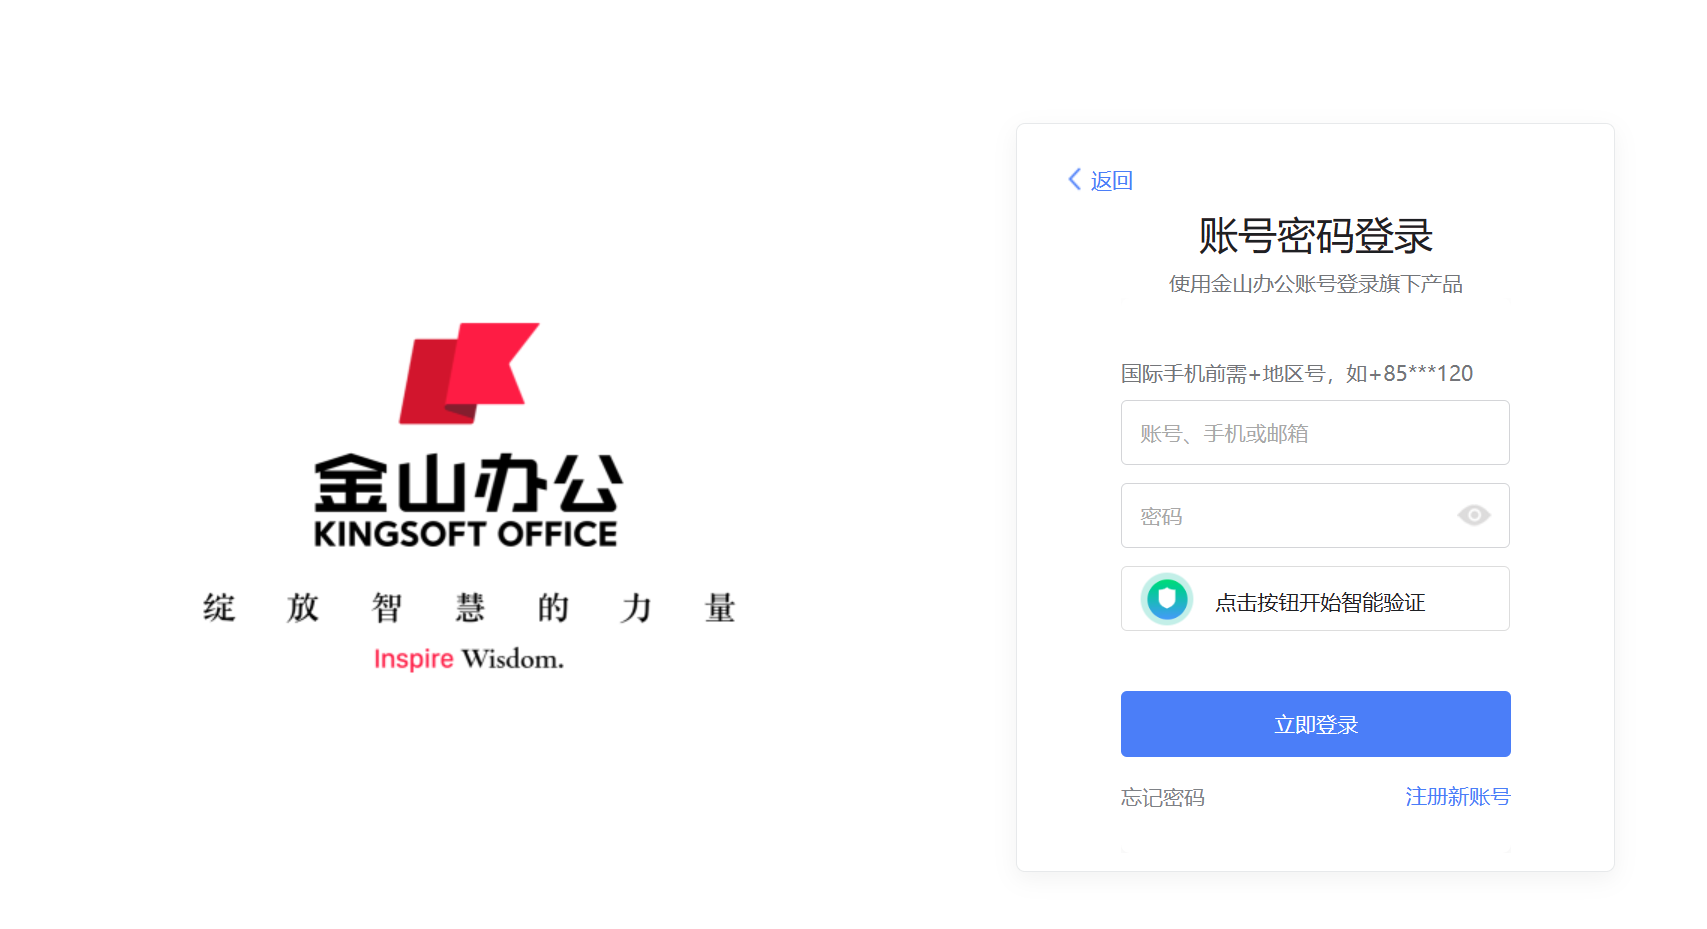 金山办公
KINGSOFT OFFICE
绽放智慧的力量
Inspire Wisdom.
返回
账号密码登录
使用金山办公账号登录旗下产品
国际手机前需+地区号，如+85***120
账号、手机或邮箱
密码
点击按钮开始智能验证
立即登录
忘记密码 注册新账号